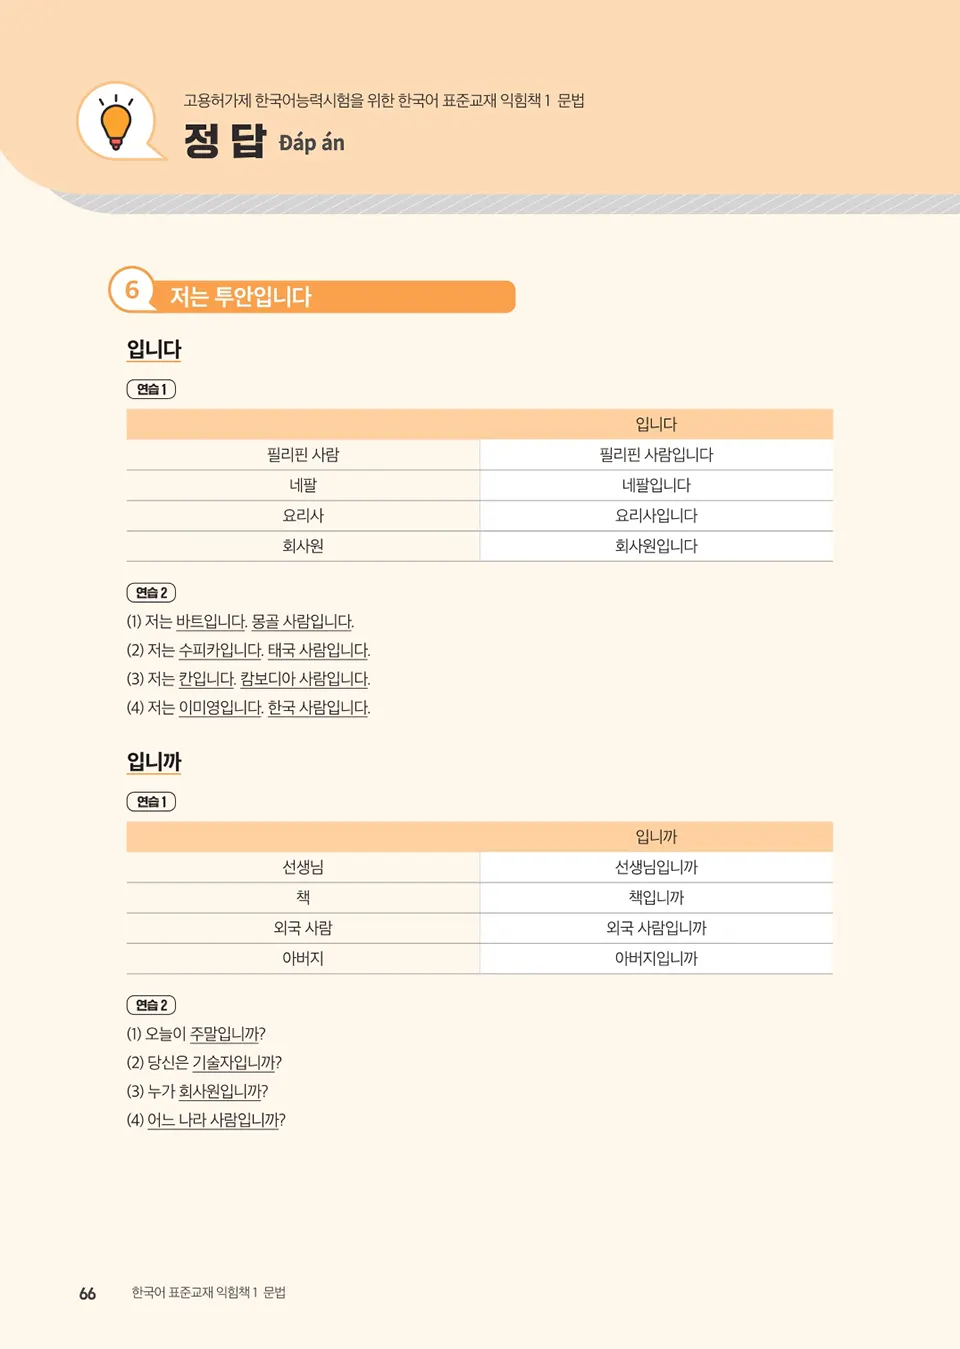 고용허가제 한국어능력시험을 위한 한국어 표준교재 익힘책 1 문법
정답 Đáp án
6 저는 투안입니다
입니다
연습 1
입니다
필리핀 사람 필리핀 사람입니다
네팔 네팔입니다
요리사 요리사입니다
회사원 회사원입니다
연습 2
(1) 저는 바트입니다. 몽골 사람입니다.
(2) 저는 수피카입니다. 태국 사람입니다.
(3) 저는 칸입니다. 캄보디아 사람입니다.
(4) 저는 이미영입니다. 한국 사람입니다.
입니까
연습 1
입니까
선생님 선생님입니까
책 책입니까
외국 사람 외국 사람입니까
아버지 아버지입니까
연습 2
(1) 오늘이 주말입니까?
(2) 당신은 기술자입니까?
(3) 누가 회사원입니까?
(4) 어느 나라 사람입니까?
66 한국어 표준교재 익힘책 1 문법